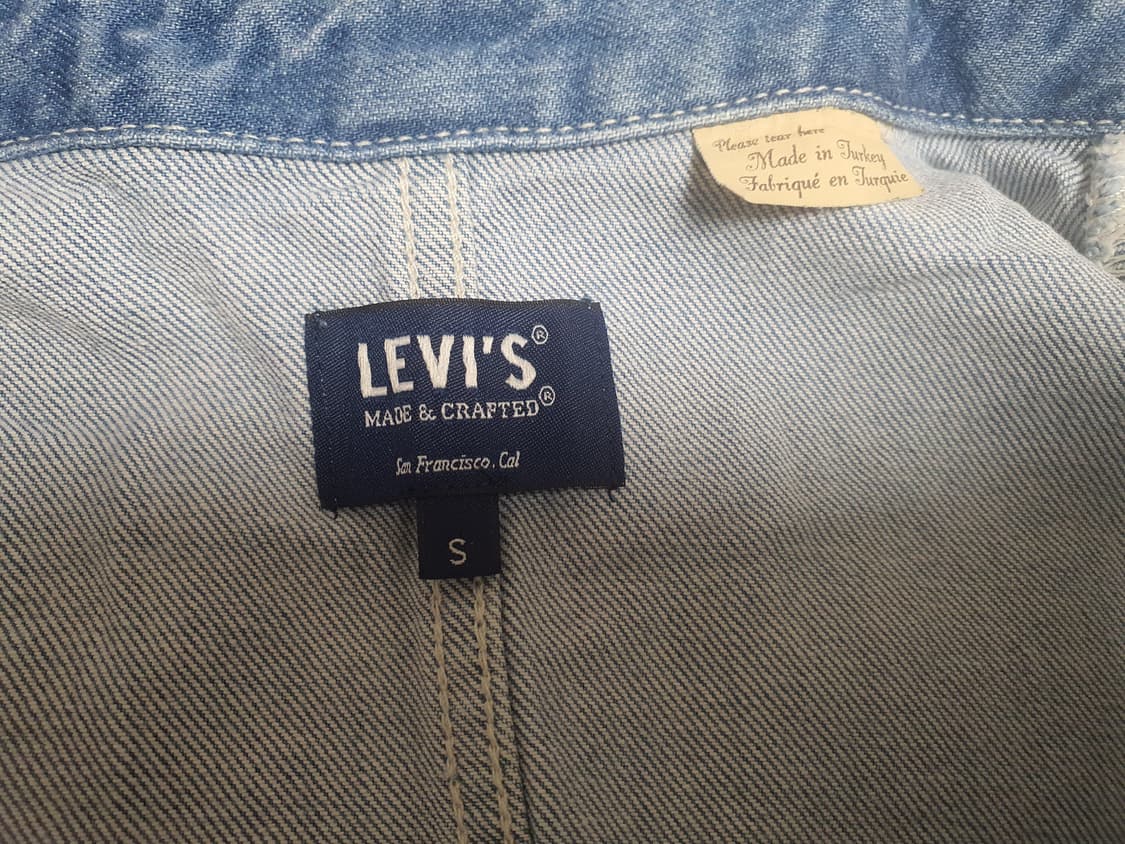 Please tear here
Made in Turkey
Fabriqué en Turquie
LEVI'S®
MADE & CRAFTED®
San Francisco, Cal
S